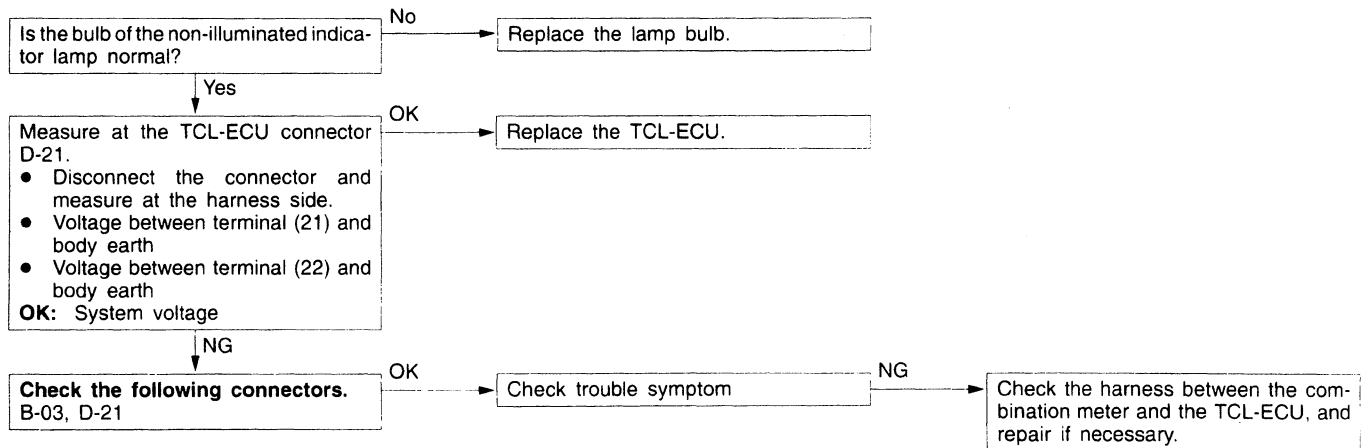 No
Is the bulb of the non-illuminated indica-
tor lamp normal?
Replace the lamp bulb.
Yes
OK
Measure at the TCL-ECU connector
D-21.
Replace the TCL-ECU.
● Disconnect the connector and
measure at the harness side.
● Voltage between terminal (21) and
body earth
● Voltage between terminal (22) and
body earth
OK: System voltage
NG
Check the following connectors.
B-03, D-21
OK
Check trouble symptom
NG
Check the harness between the com-
bination meter and the TCL-ECU, and
repair if necessary.